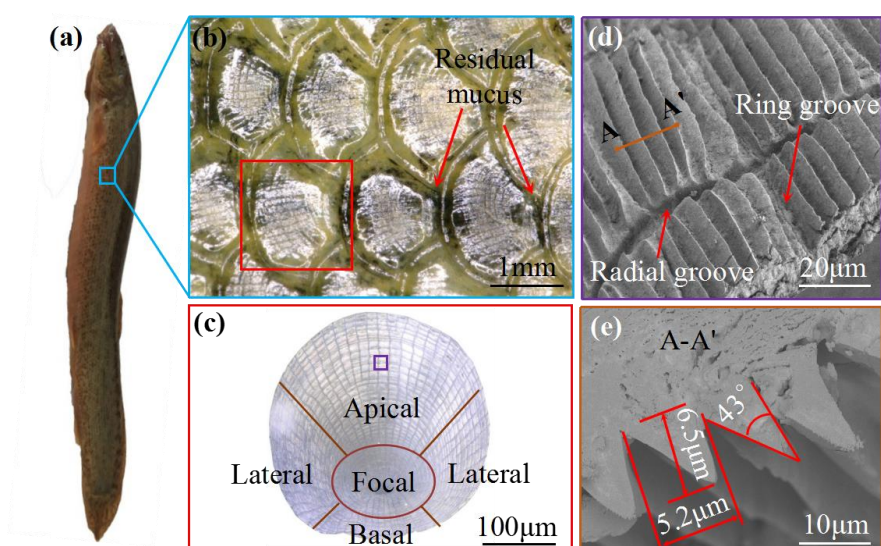 (a)
(b)
Residual
mucus
1mm
(c)
Apical
Lateral
Focal
Lateral
Basal
100μm
(d)
A
A'
Ring groove
Radial groove
20μm
(e)
A-A'
6.5μm
43°
5.2μm
10μm